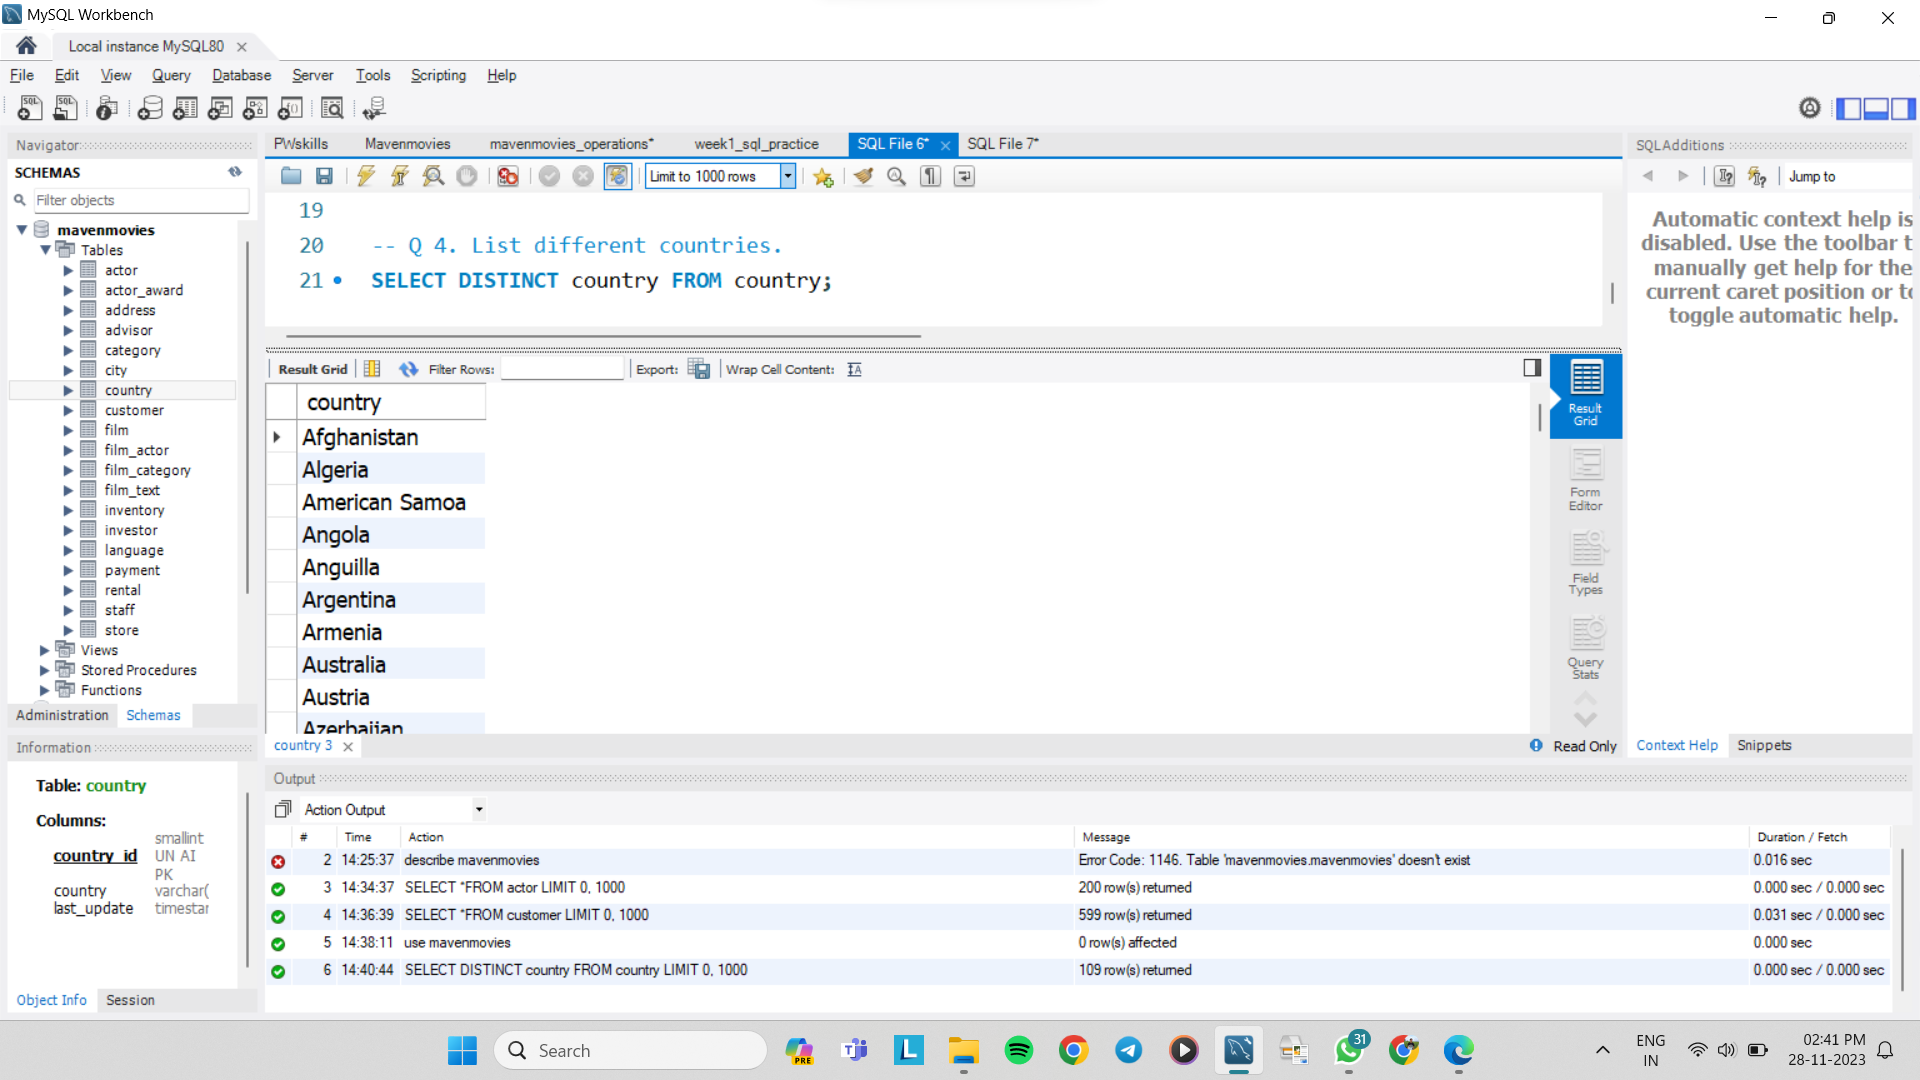 MySQL Workbench
Local instance MySQL80
File Edit View Query Database Server Tools Scripting Help
Navigator
SCHEMAS
Filter objects
mavenmovies
Tables
actor
actor_award
address
advisor
category
city
country
customer
film
film_actor
film_category
film_text
inventory
investor
language
payment
rental
staff
store
Views
Stored Procedures
Functions
Administration Schemas
Information
Table: country
Columns:
country_id smallint UN AI PK
country varchar(
last_update timestar
Object Info Session
PWskills Mavenmovies mavenmovies_operations* week1_sql_practice SQL File 6* SQL File 7*
Limit to 1000 rows
19
20 -- Q 4. List different countries.
21 SELECT DISTINCT country FROM country;
Result Grid Filter Rows: Export: Wrap Cell Content:
country
Afghanistan
Algeria
American Samoa
Angola
Anguilla
Argentina
Armenia
Australia
Austria
Azerbaijan
Result Grid
Form Editor
Field Types
Query Stats
country 3
Read Only
SQLAdditions
Jump to
Automatic context help is
disabled. Use the toolbar t
manually get help for the
current caret position or to
toggle automatic help.
Context Help Snippets
Output
Action Output
# Time Action Message Duration / Fetch
2 14:25:37 describe mavenmovies Error Code: 1146. Table 'mavenmovies.mavenmovies' doesn't exist 0.016 sec
3 14:34:37 SELECT *FROM actor LIMIT 0, 1000 200 row(s) returned 0.000 sec / 0.000 sec
4 14:36:39 SELECT *FROM customer LIMIT 0, 1000 599 row(s) returned 0.031 sec / 0.000 sec
5 14:38:11 use mavenmovies 0 row(s) affected 0.000 sec
6 14:40:44 SELECT DISTINCT country FROM country LIMIT 0, 1000 109 row(s) returned 0.000 sec / 0.000 sec
Search
PRE
31
ENG
IN
02:41 PM
28-11-2023